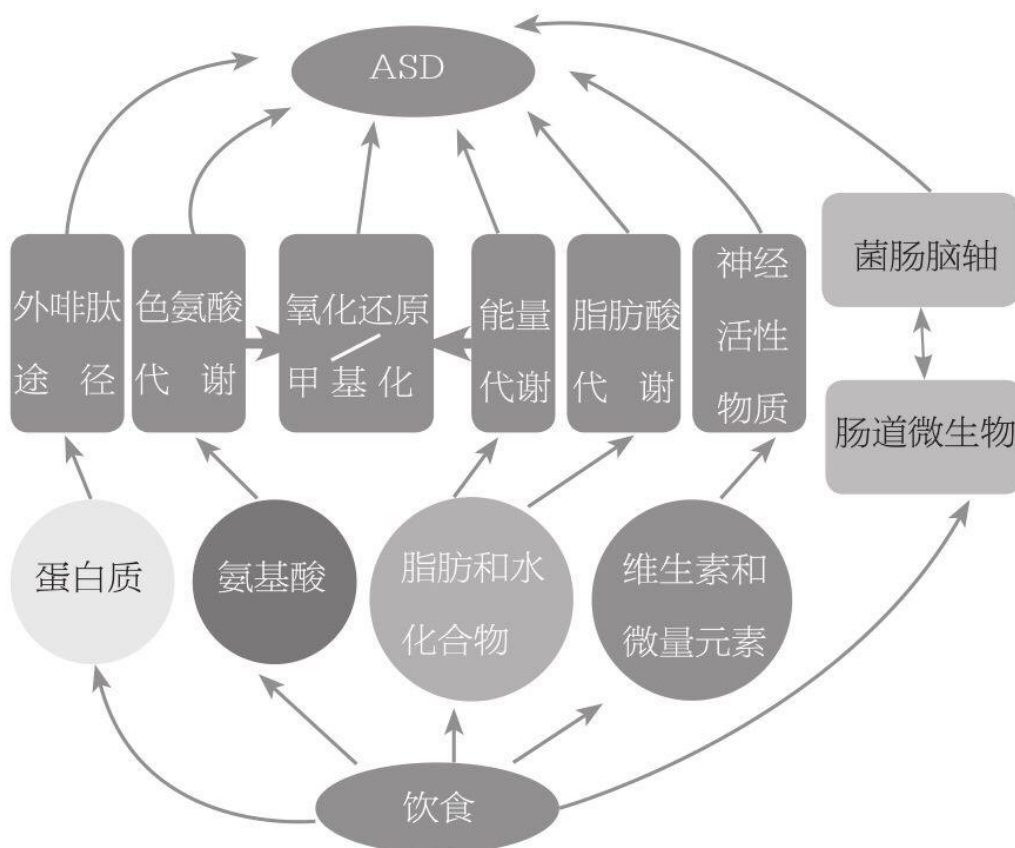 ASD
外啡肽
途 径
色氨酸
代 谢
氧化还原
甲 基 化
能量
代谢
脂肪酸
代 谢
神经
活性
物质
菌肠脑轴
肠道微生物
蛋白质
氨基酸
脂肪和水
化合物
维生素和
微量元素
饮食